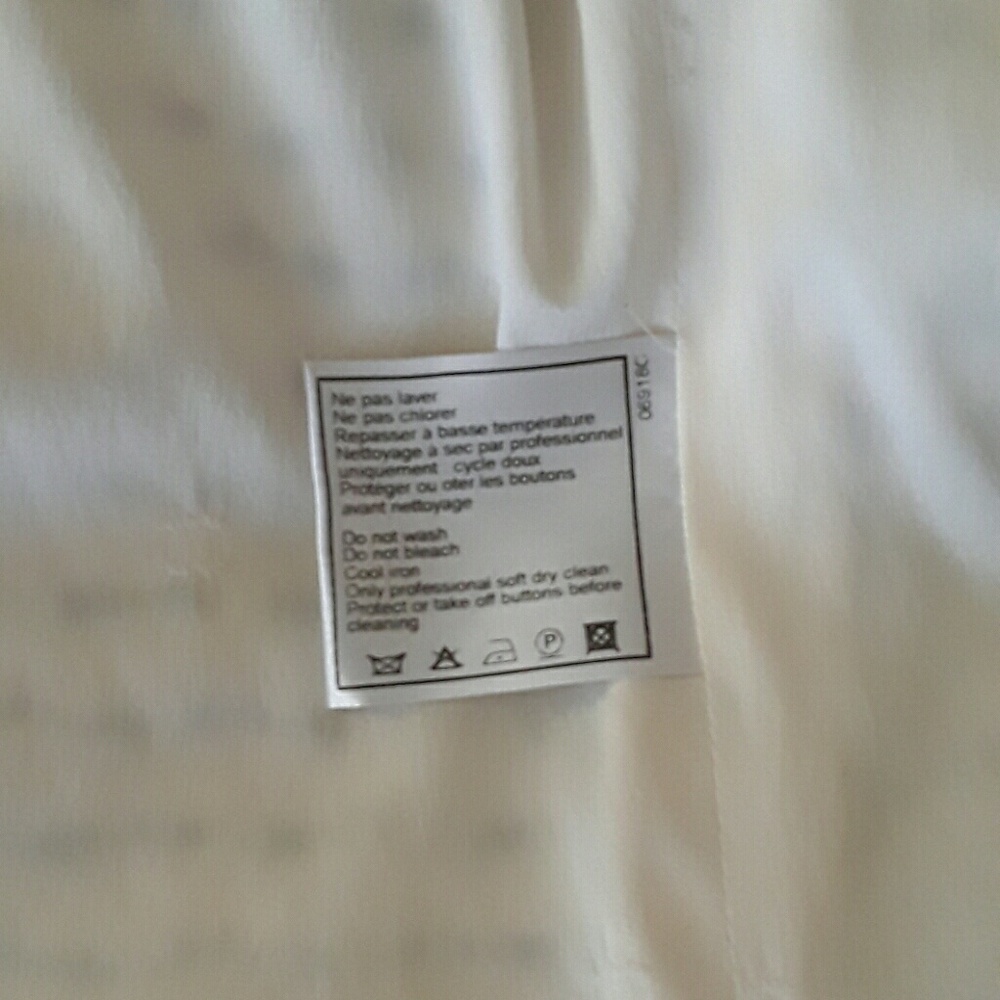 Ne pas laver
Ne pas chlorer
Repasser à basse température
Nettoyage à sec par professionnel
uniquement cycle doux
Protéger ou oter les boutons
avant nettoyage
Do not wash
Do not bleach
Cool iron
Only professional soft dry clean
Protect or take off buttons before
cleaning
P